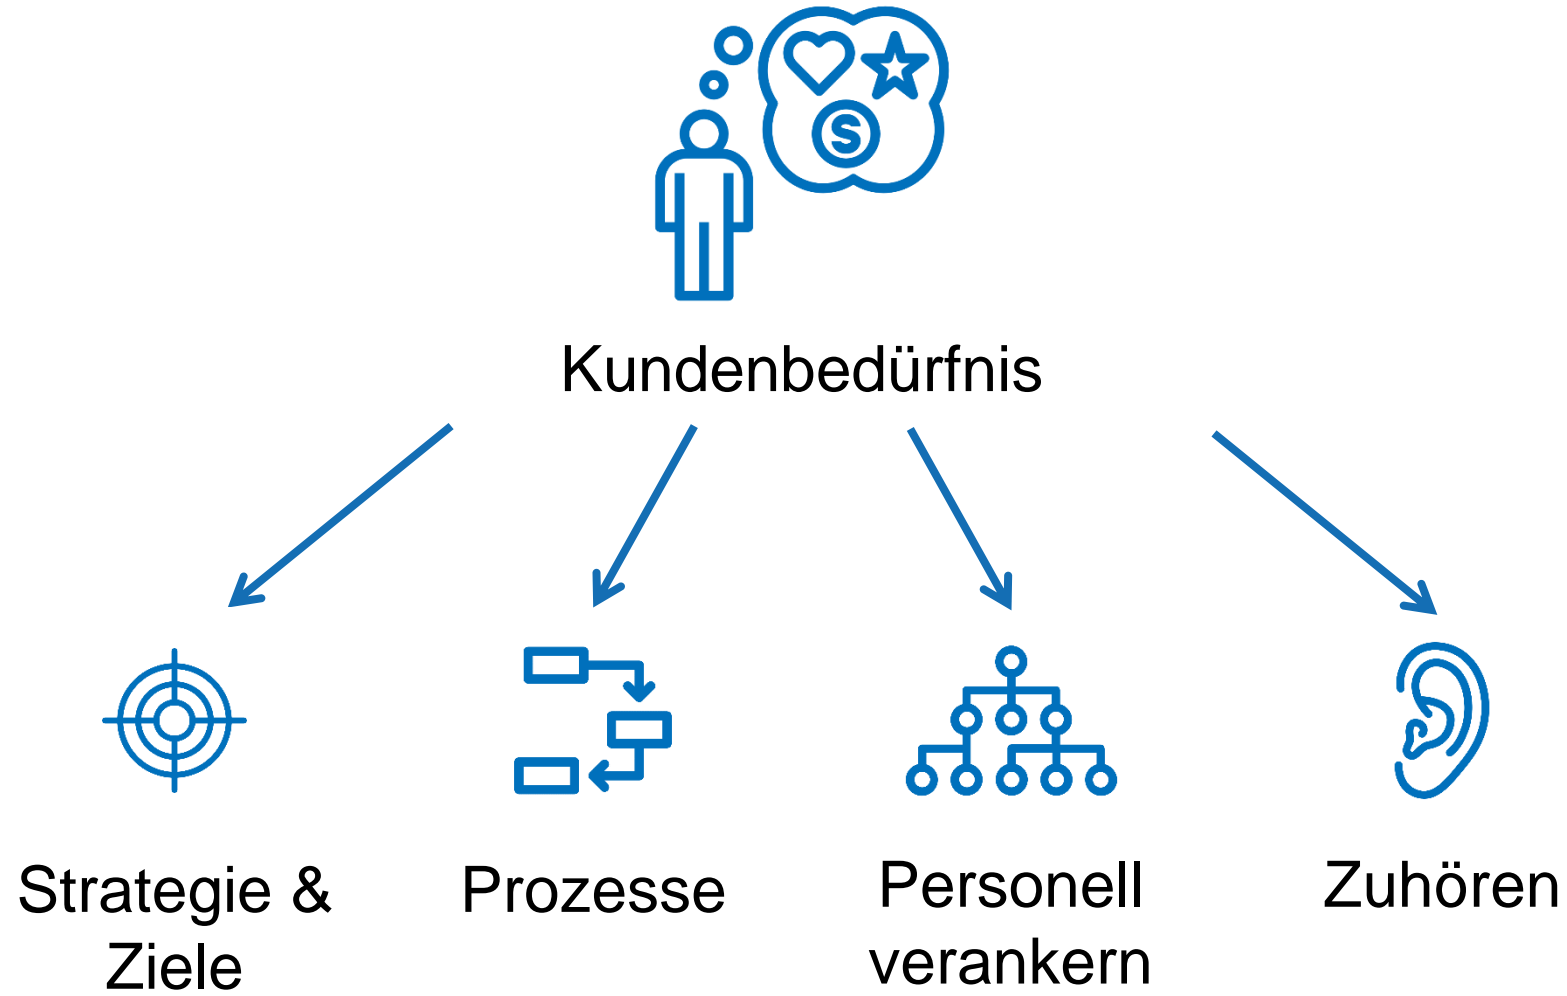 S
Kundenbedürfnis
Strategie &
Ziele
Prozesse
Personell
verankern
Zuhören